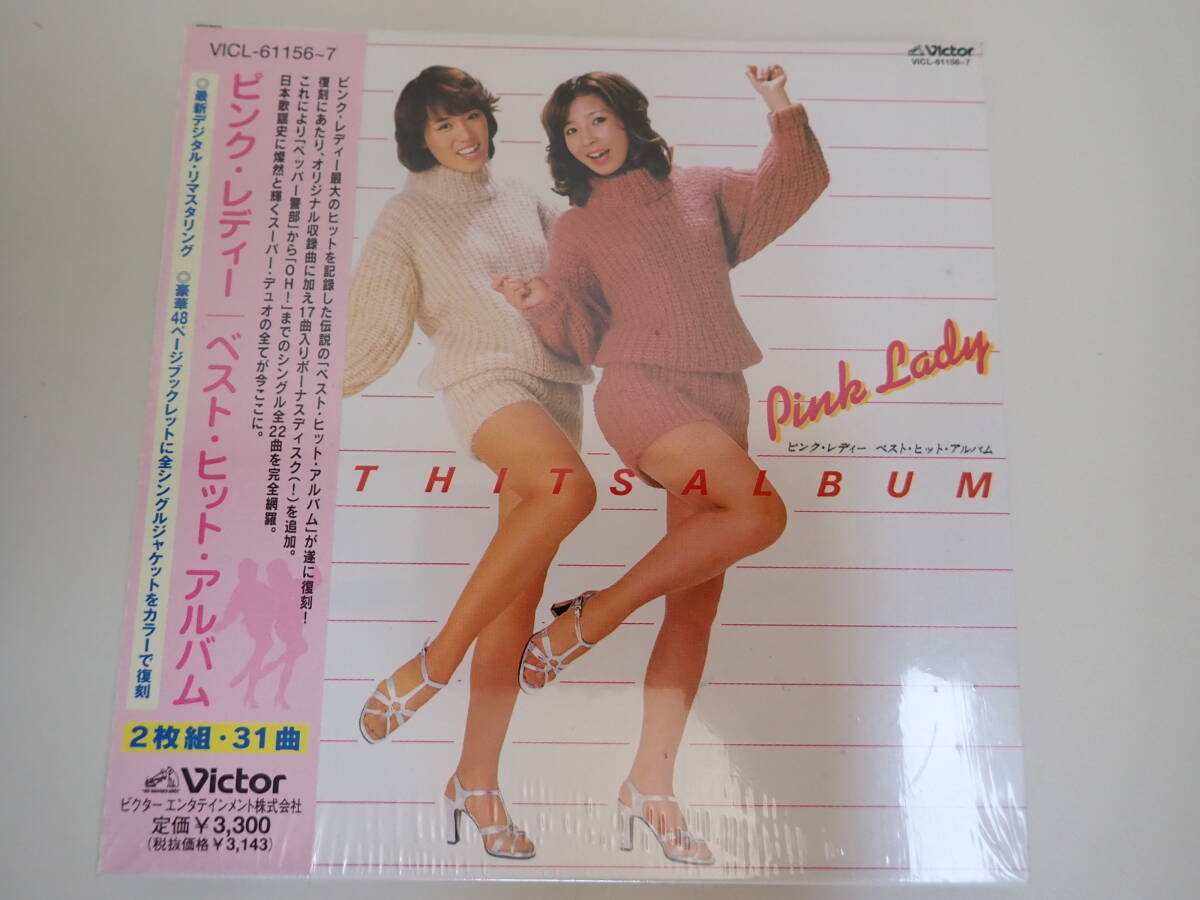 VICL-61156~7
ピンク・レディー｜ベスト・ヒット・アルバム
◎最新デジタル・リマスタリング ◎豪華48ページブックレットに全シングルジャケットをカラーで復刻
ピンク・レディー最大のヒットを記録した伝説の「ベスト・ヒット・アルバム」が遂に復刻!
復刻にあたり、オリジナル収録曲に加え17曲入りボーナスディスク(!)を追加。
これにより「ペッパー警部」から「OH!」までのシングル全22曲を完全網羅。
日本歌謡史に燦然と輝くスーパー・デュオの全てが今ここに。
2枚組・31曲
Victor
ビクター エンタテインメント株式会社
定価￥3,300
(税抜価格￥3,143)
Victor
VICL-61156~7
Pink Lady
ピンク・レディー ベスト・ヒット・アルバム
T HITS ALBUM